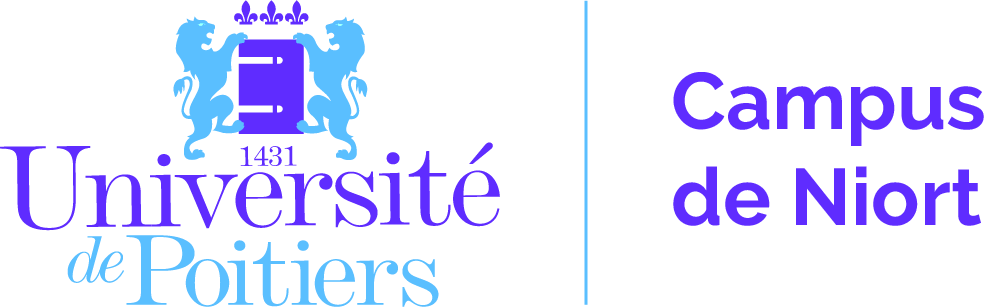 1431
Université
de Poitiers
Campus
de Niort